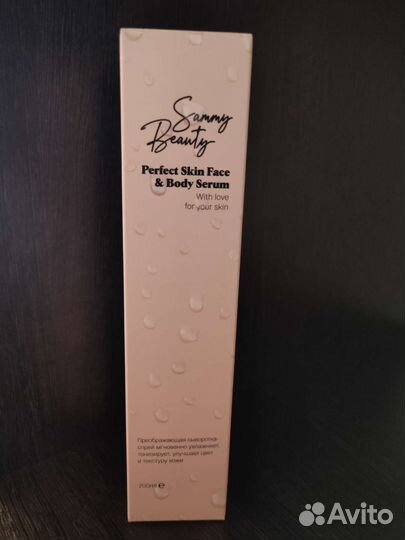 Sammy
Beauty
Perfect Skin Face
& Body Serum
With love
for your skin
Преображающая сыворотка-
спрей мгновенно увлажняет,
тонизирует, улучшает цвет
и текстуру кожи
200ml ℮
Avito